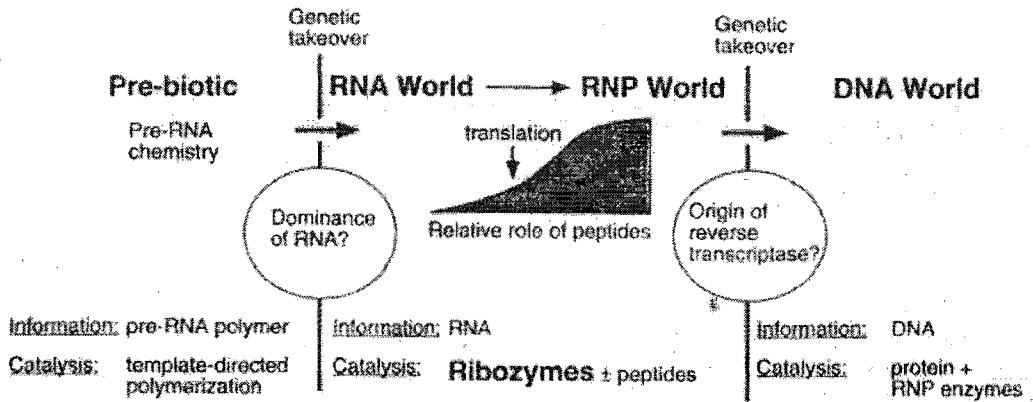 Genetic
takeover
Genetic
takeover
Pre-biotic
RNA World
RNP World
DNA World
Pre-RNA
chemistry
translation
Dominance
of RNA?
Relative role of peptides
Origin of
reverse
transcriptase?
Information: pre-RNA polymer
Catalysis: template-directed
polymerization
Information: RNA
Catalysis: Ribozymes ± peptides
Information: DNA
Catalysis: protein +
RNP enzymes